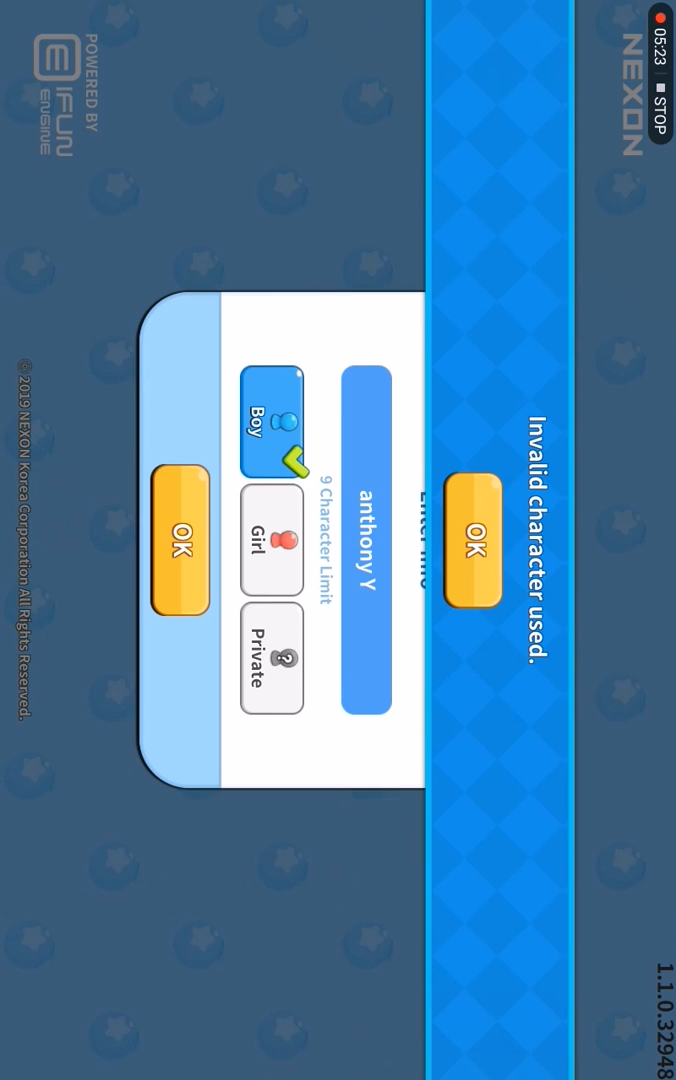 05:23 STOP
NEXON
1.1.0.32948
Invalid character used.
OK
anthony Y
9 Character Limit
Boy
Girl
Private
OK
POWERED BY
IFUN
ENGINE
© 2019 NEXON Korea Corporation All Rights Reserved.